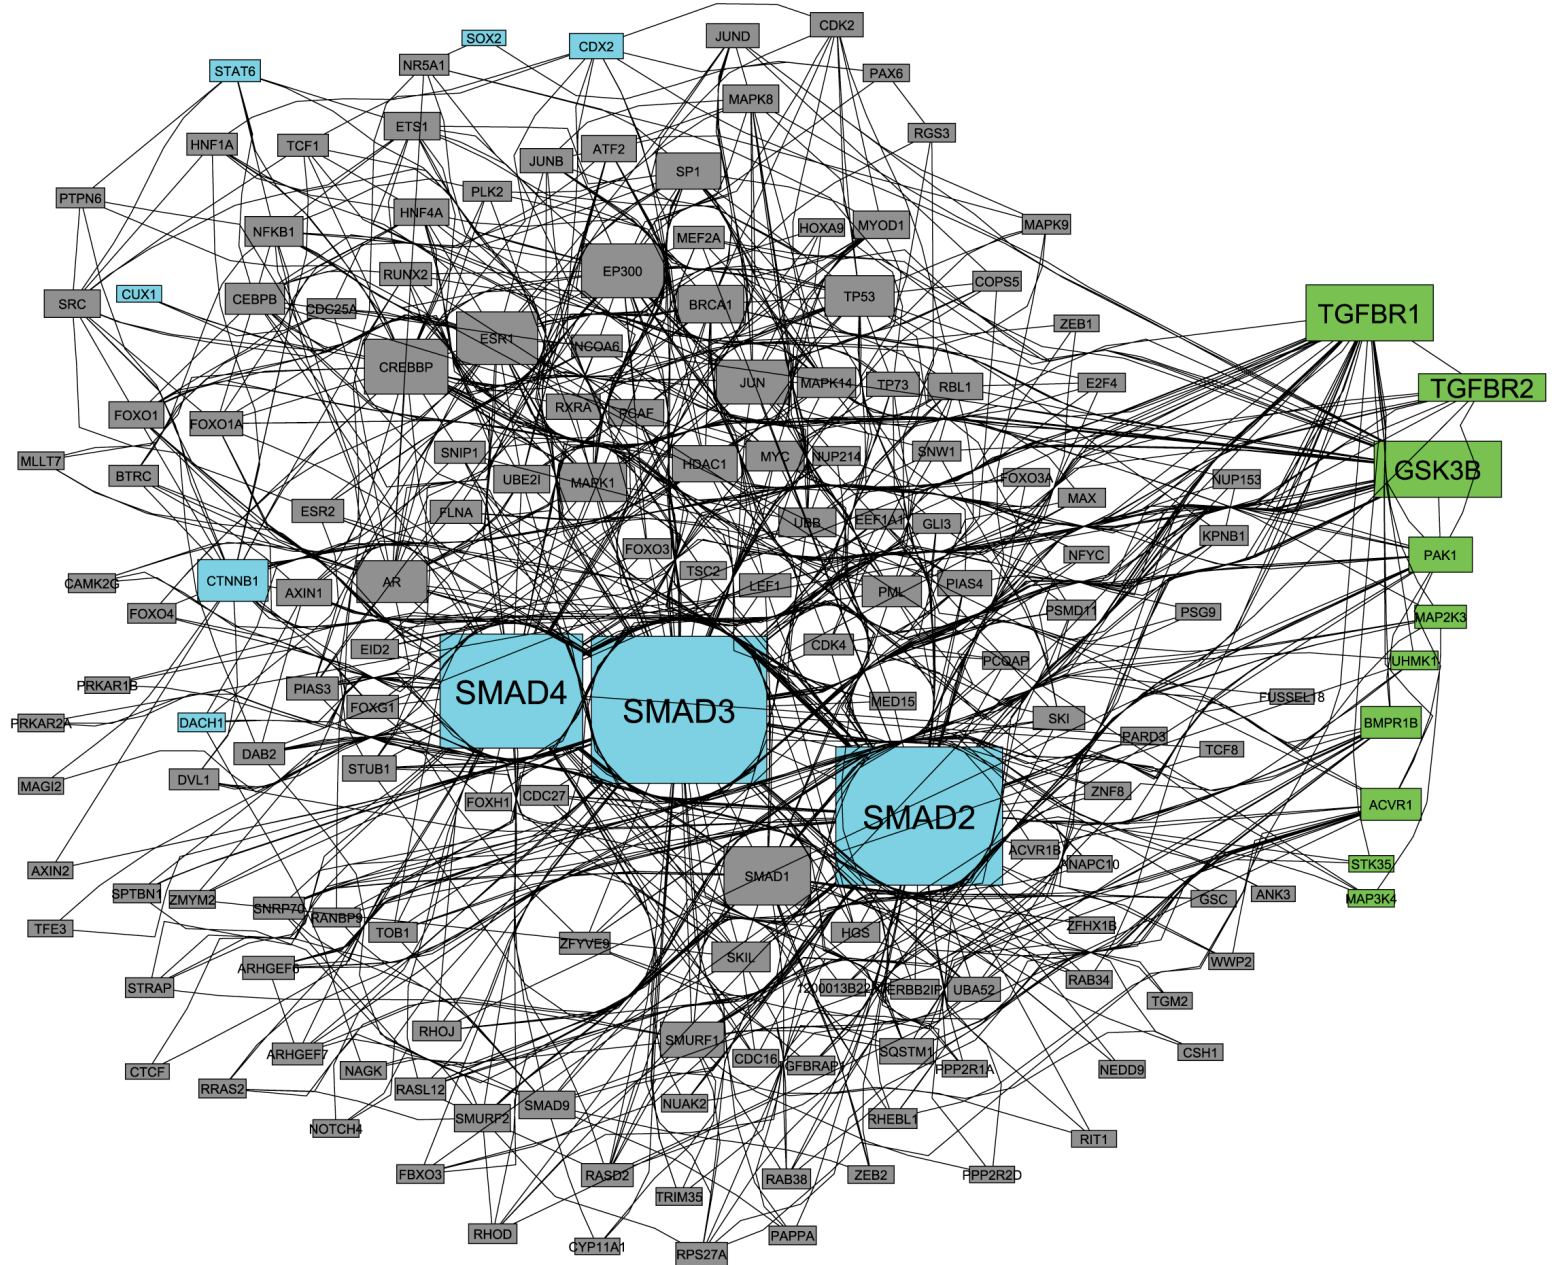 CDK2
SOX2
JUND
CDX2
NR5A1
STAT6
PAX6
MAPK8
ETS1
RGS3
HNF1A
TCF1
ATF2
JUNB
SP1
PLK2
PTPN6
HNF4A
MYOD1
MAPK9
HOXA9
NFKB1
MEF2A
EP300
RUNX2
COPS5
CUX1
TP53
SRC
CEBPB
CDC25A
BRCA1
TGFBR1
ZEB1
ESR1
NCOA6
CREBBP
JUN
MAPK14
TP73
RBL1
E2F4
TGFBR2
FOXO1
FOXO1A
RXRA
PCAF
MLLT7
BTRC
SNIP1
UBE2I
MAPK1
HDAC1
MYC
NUP214
SNW1
GSK3B
FOXO3A
MAX
NUP153
ESR2
FLNA
UBB
EEF1A1
GLI3
KPNB1
FOXO3
NFYC
PAK1
TSC2
CTNNB1
CAMK2G
AXIN1
AR
LEF1
PML
PIAS4
FOXO4
PSMD11
PSG9
MAP2K3
EID2
CDK4
PCQAP
UHMK1
PRKAR1B
PIAS3
SMAD4
FOXG1
SMAD3
MED15
FUSSEL18
PRKAR2A
DACH1
SKI
BMPR1B
PARD3
TCF8
DAB2
STUB1
DVL1
MAGI2
ZNF8
FOXH1
CDC27
ACVR1
SMAD2
ACVR1B
ANAPC10
STK35
AXIN2
SMAD1
SPTBN1
ZMYM2
GSC
ANK3
MAP3K4
SNRP70
RANBP9
TFE3
TOB1
HGS
ZFHX1B
ZFYVE9
SKIL
WWP2
ARHGEF6
STRAP
ERBB2IP
UBA52
RAB34
TGM2
RHOJ
SMURF1
ARHGEF7
CDC16
SQSTM1
CSH1
CTCF
NAGK
PPP2R1A
NEDD9
RRAS2
RASL12
SMAD9
NUAK2
SMURF2
RHEBL1
NOTCH4
RIT1
FBXO3
RASD2
RAB38
ZEB2
PPP2R2D
TRIM35
RHOD
CYP11A1
PAPPA
RPS27A